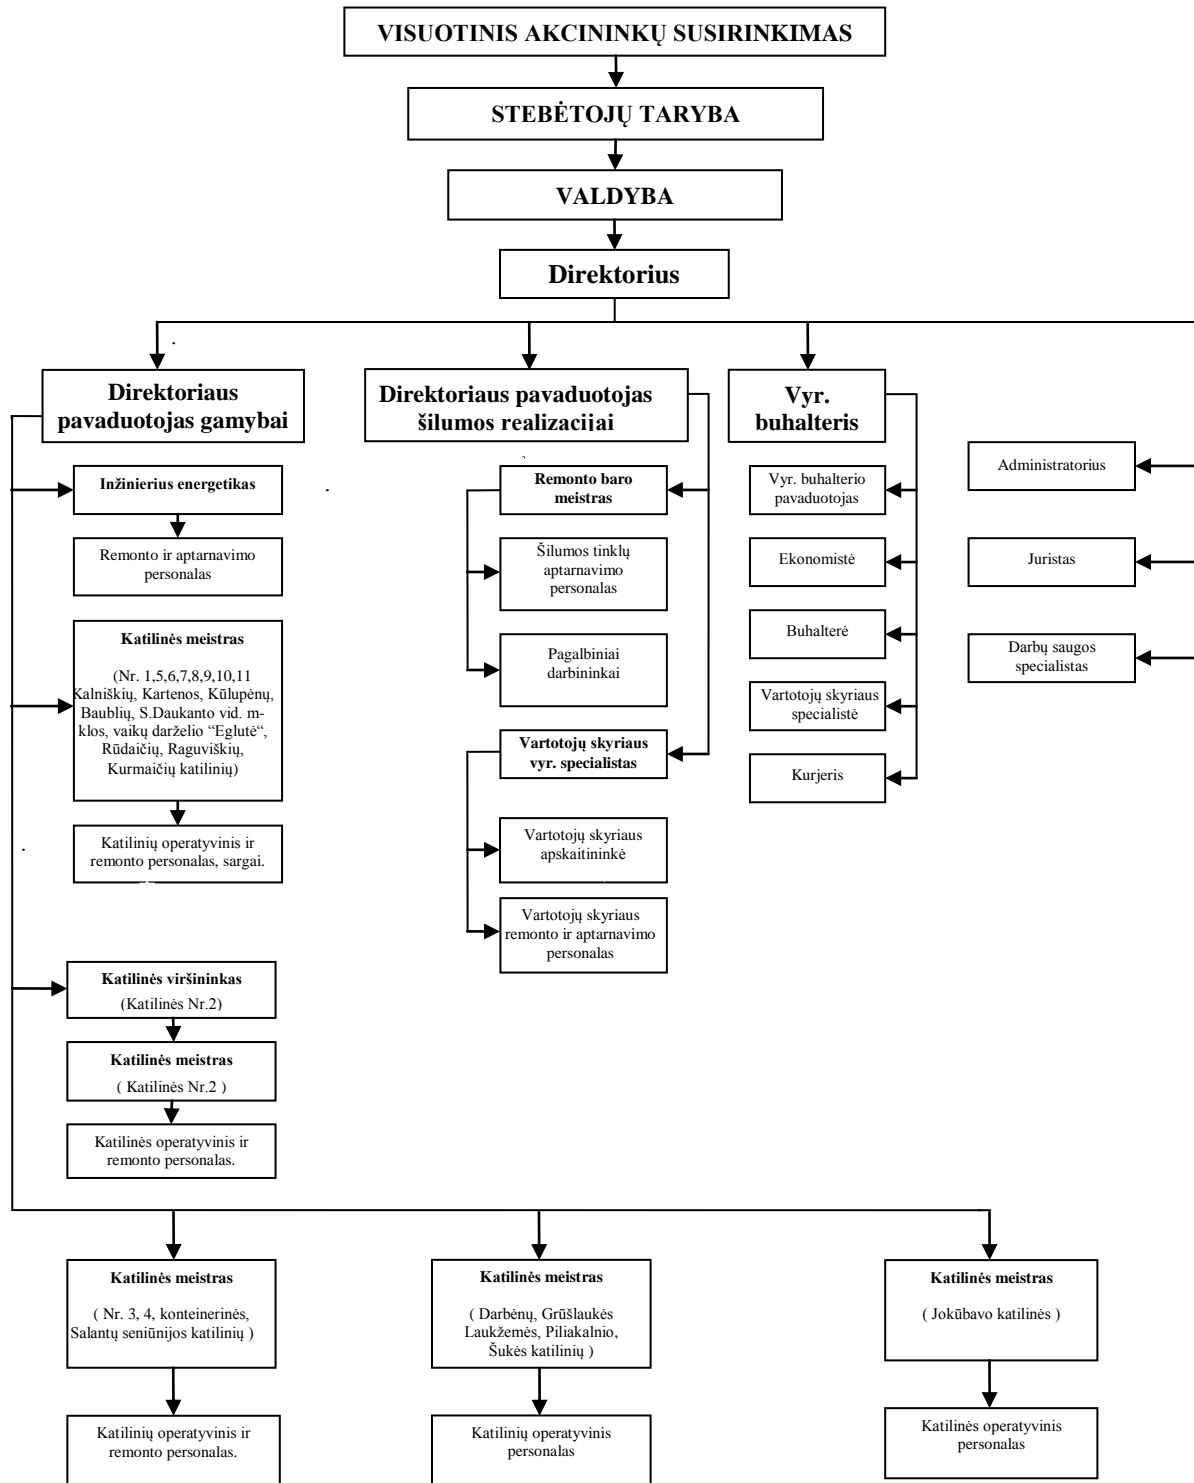 VISUOTINIS AKCININKŲ SUSIRINKIMAS
STEBĖTOJŲ TARYBA
VALDYBA
Direktorius
Direktoriaus
pavaduotojas gamybai
Direktoriaus pavaduotojas
šilumos realizacijai
Vyr.
buhalteris
Inžinierius energetikas
Remonto ir aptarnavimo
personalas
Katilinės meistras
(Nr. 1,5,6,7,8,9,10,11
Kalniškių, Kartenos, Kūlupėnų,
Baublių, S.Daukanto vid. m-
klos, vaikų darželio “Eglutė“,
Rūdaičių, Raguviškių,
Kurmaičių katilinių)
Katilinių operatyvinis ir
remonto personalas, sargai.
Katilinės viršininkas
(Katilinės Nr.2)
Katilinės meistras
( Katilinės Nr.2 )
Katilinės operatyvinis ir
remonto personalas.
Remonto baro
meistras
Šilumos tinklų
aptarnavimo
personalas
Pagalbiniai
darbininkai
Vartotojų skyriaus
vyr. specialistas
Vartotojų skyriaus
apskaitininkė
Vartotojų skyriaus
remonto ir aptarnavimo
personalas
Vyr. buhalterio
pavaduotojas
Ekonomistė
Buhalterė
Vartotojų skyriaus
specialistė
Kurjeris
Administratorius
Juristas
Darbų saugos
specialistas
Katilinės meistras
( Nr. 3, 4, konteinerinės,
Salantų seniūnijos katilinių )
Katilinių operatyvinis ir
remonto personalas.
Katilinės meistras
( Darbėnų, Grūšlaukės
Laukžemės, Piliakalnio,
Šukės katilinių )
Katilinių operatyvinis
personalas
Katilinės meistras
( Jokūbavo katilinės )
Katilinės operatyvinis
personalas